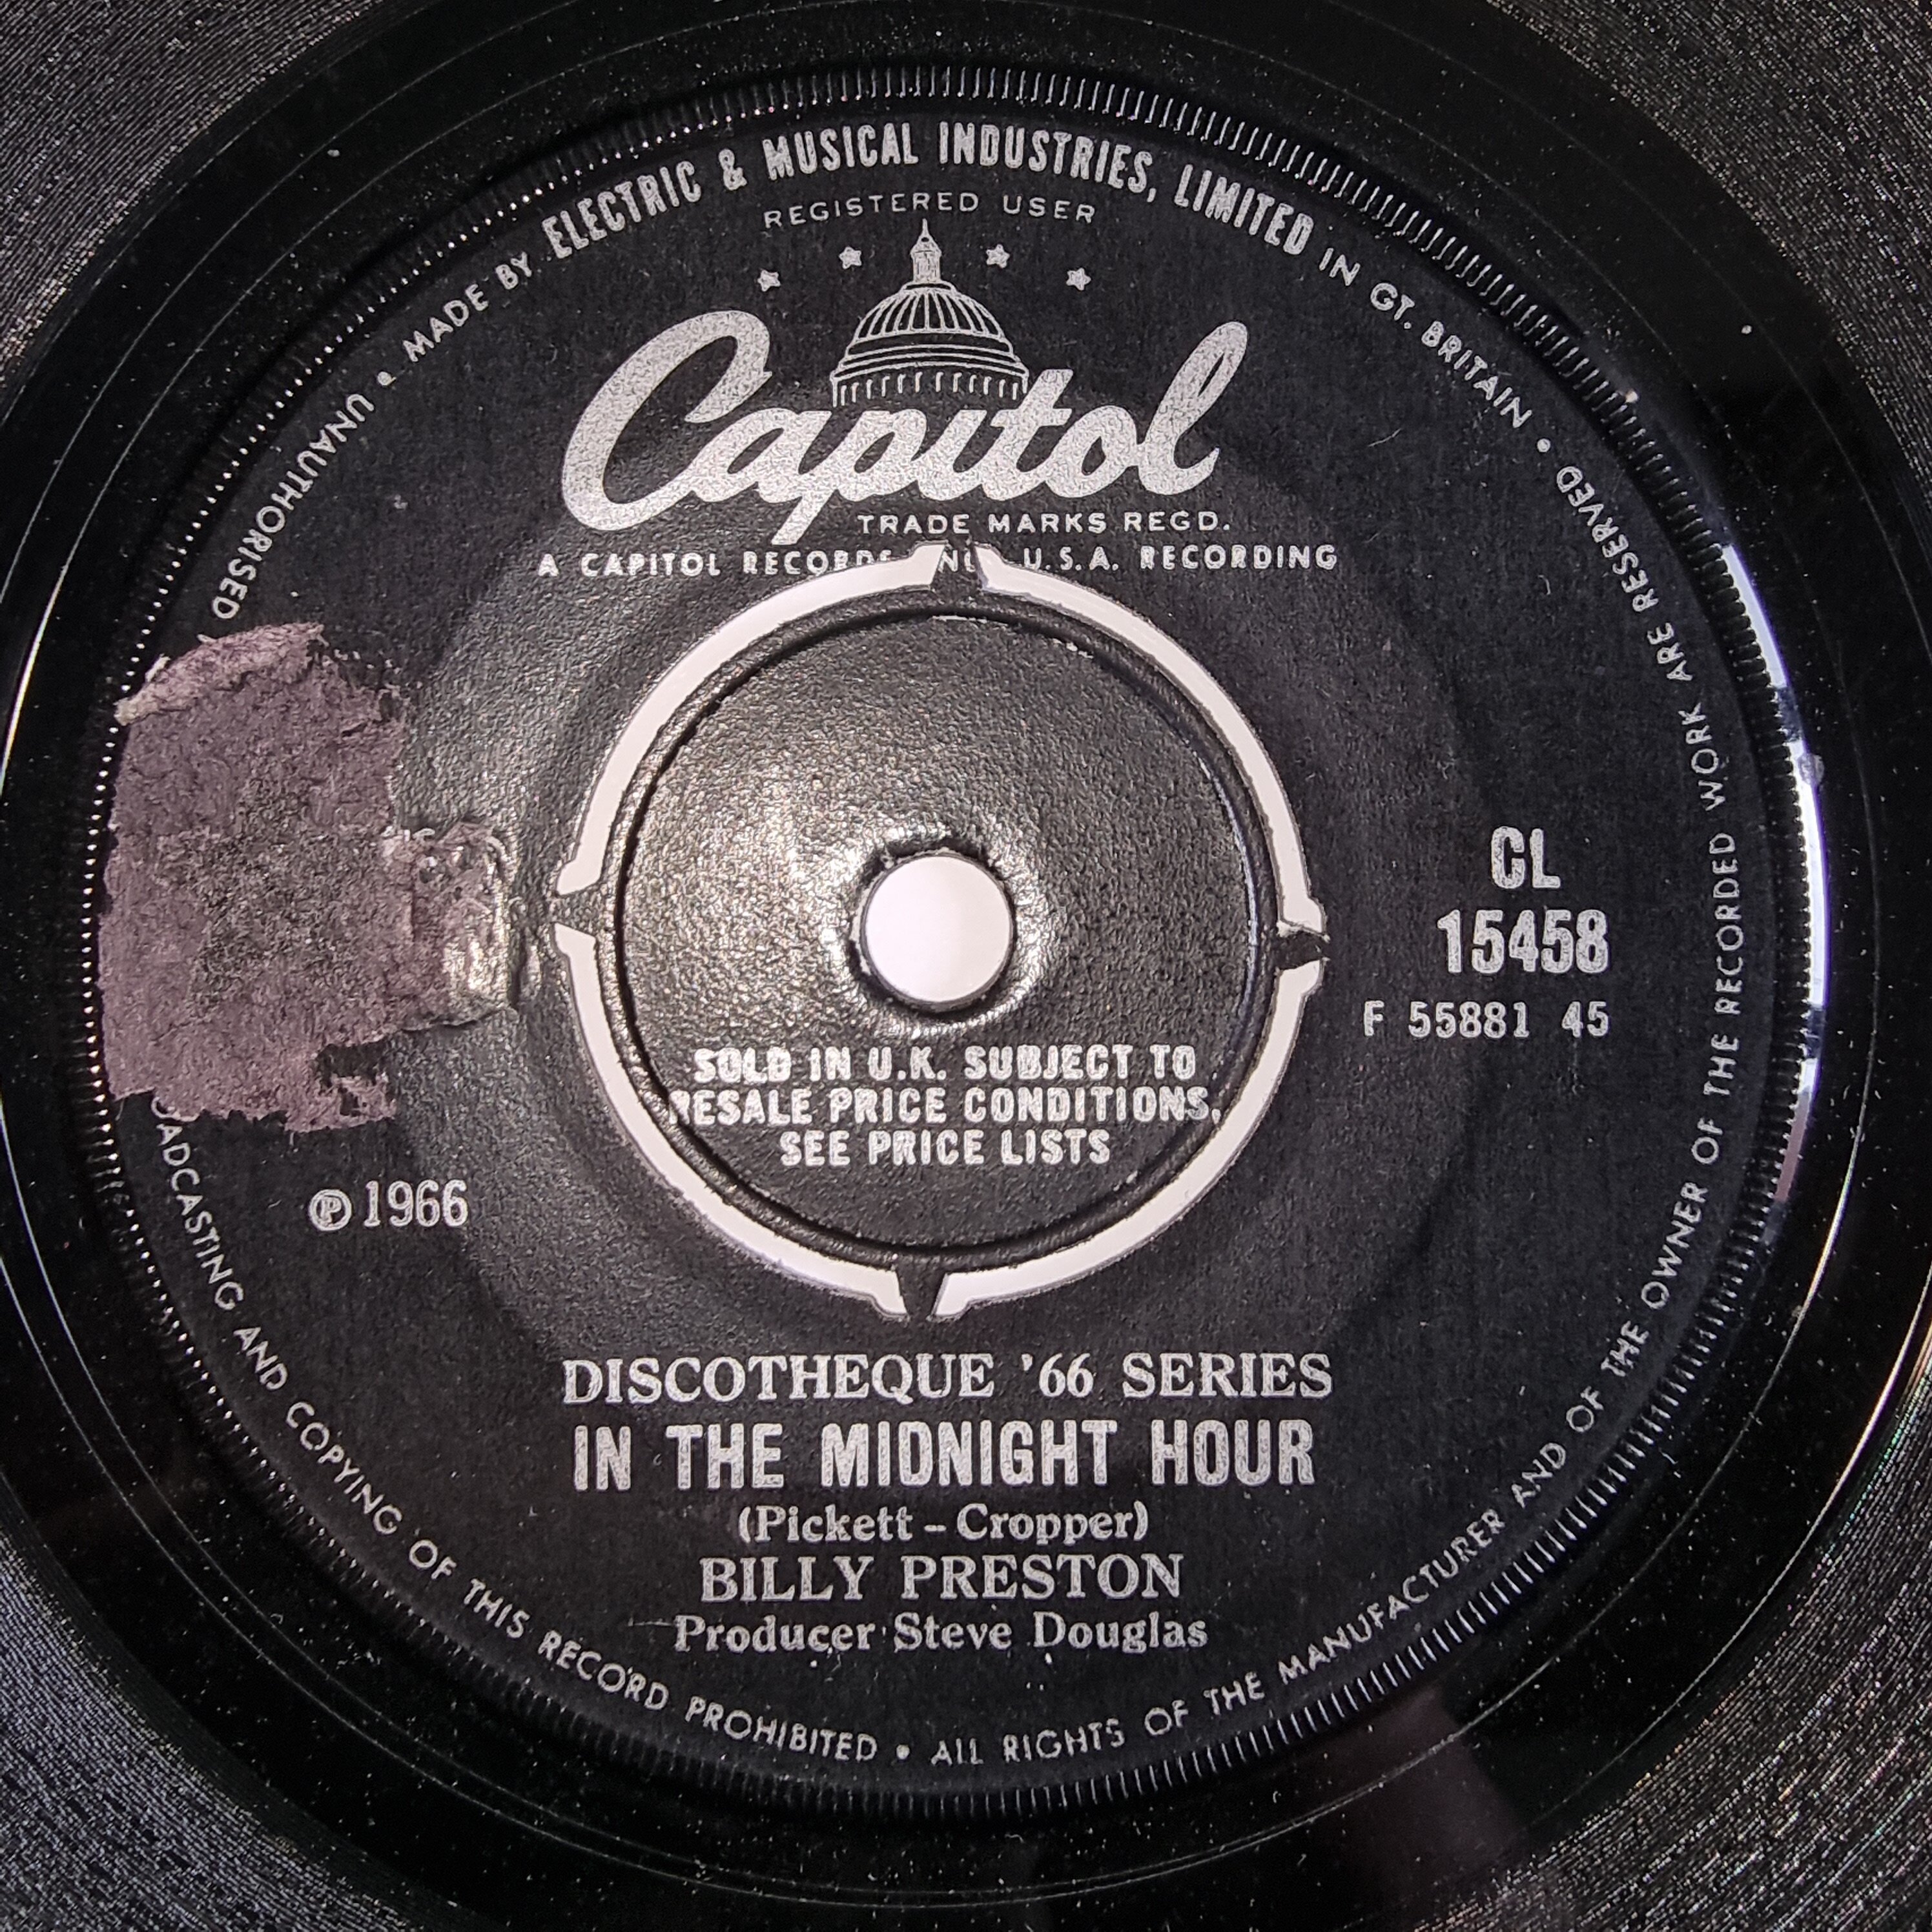 MADE BY ELECTRIC & MUSICAL INDUSTRIES, LIMITED IN GT. BRITAIN •
ALL RIGHTS OF THE MANUFACTURER AND OF THE OWNER OF THE RECORDED WORK ARE RESERVED
UNAUTHORISED
AND COPYING OF THIS RECORD PROHIBITED •
REGISTERED USER
Capitol
TRADE MARKS REGD.
A CAPITOL RECORDS U.S.A. RECORDING
CL
15458
F 55881 45
SOLD IN U.K. SUBJECT TO
RESALE PRICE CONDITIONS,
SEE PRICE LISTS
℗ 1966
DISCOTHEQUE '66 SERIES
IN THE MIDNIGHT HOUR
(Pickett - Cropper)
BILLY PRESTON
Producer Steve Douglas